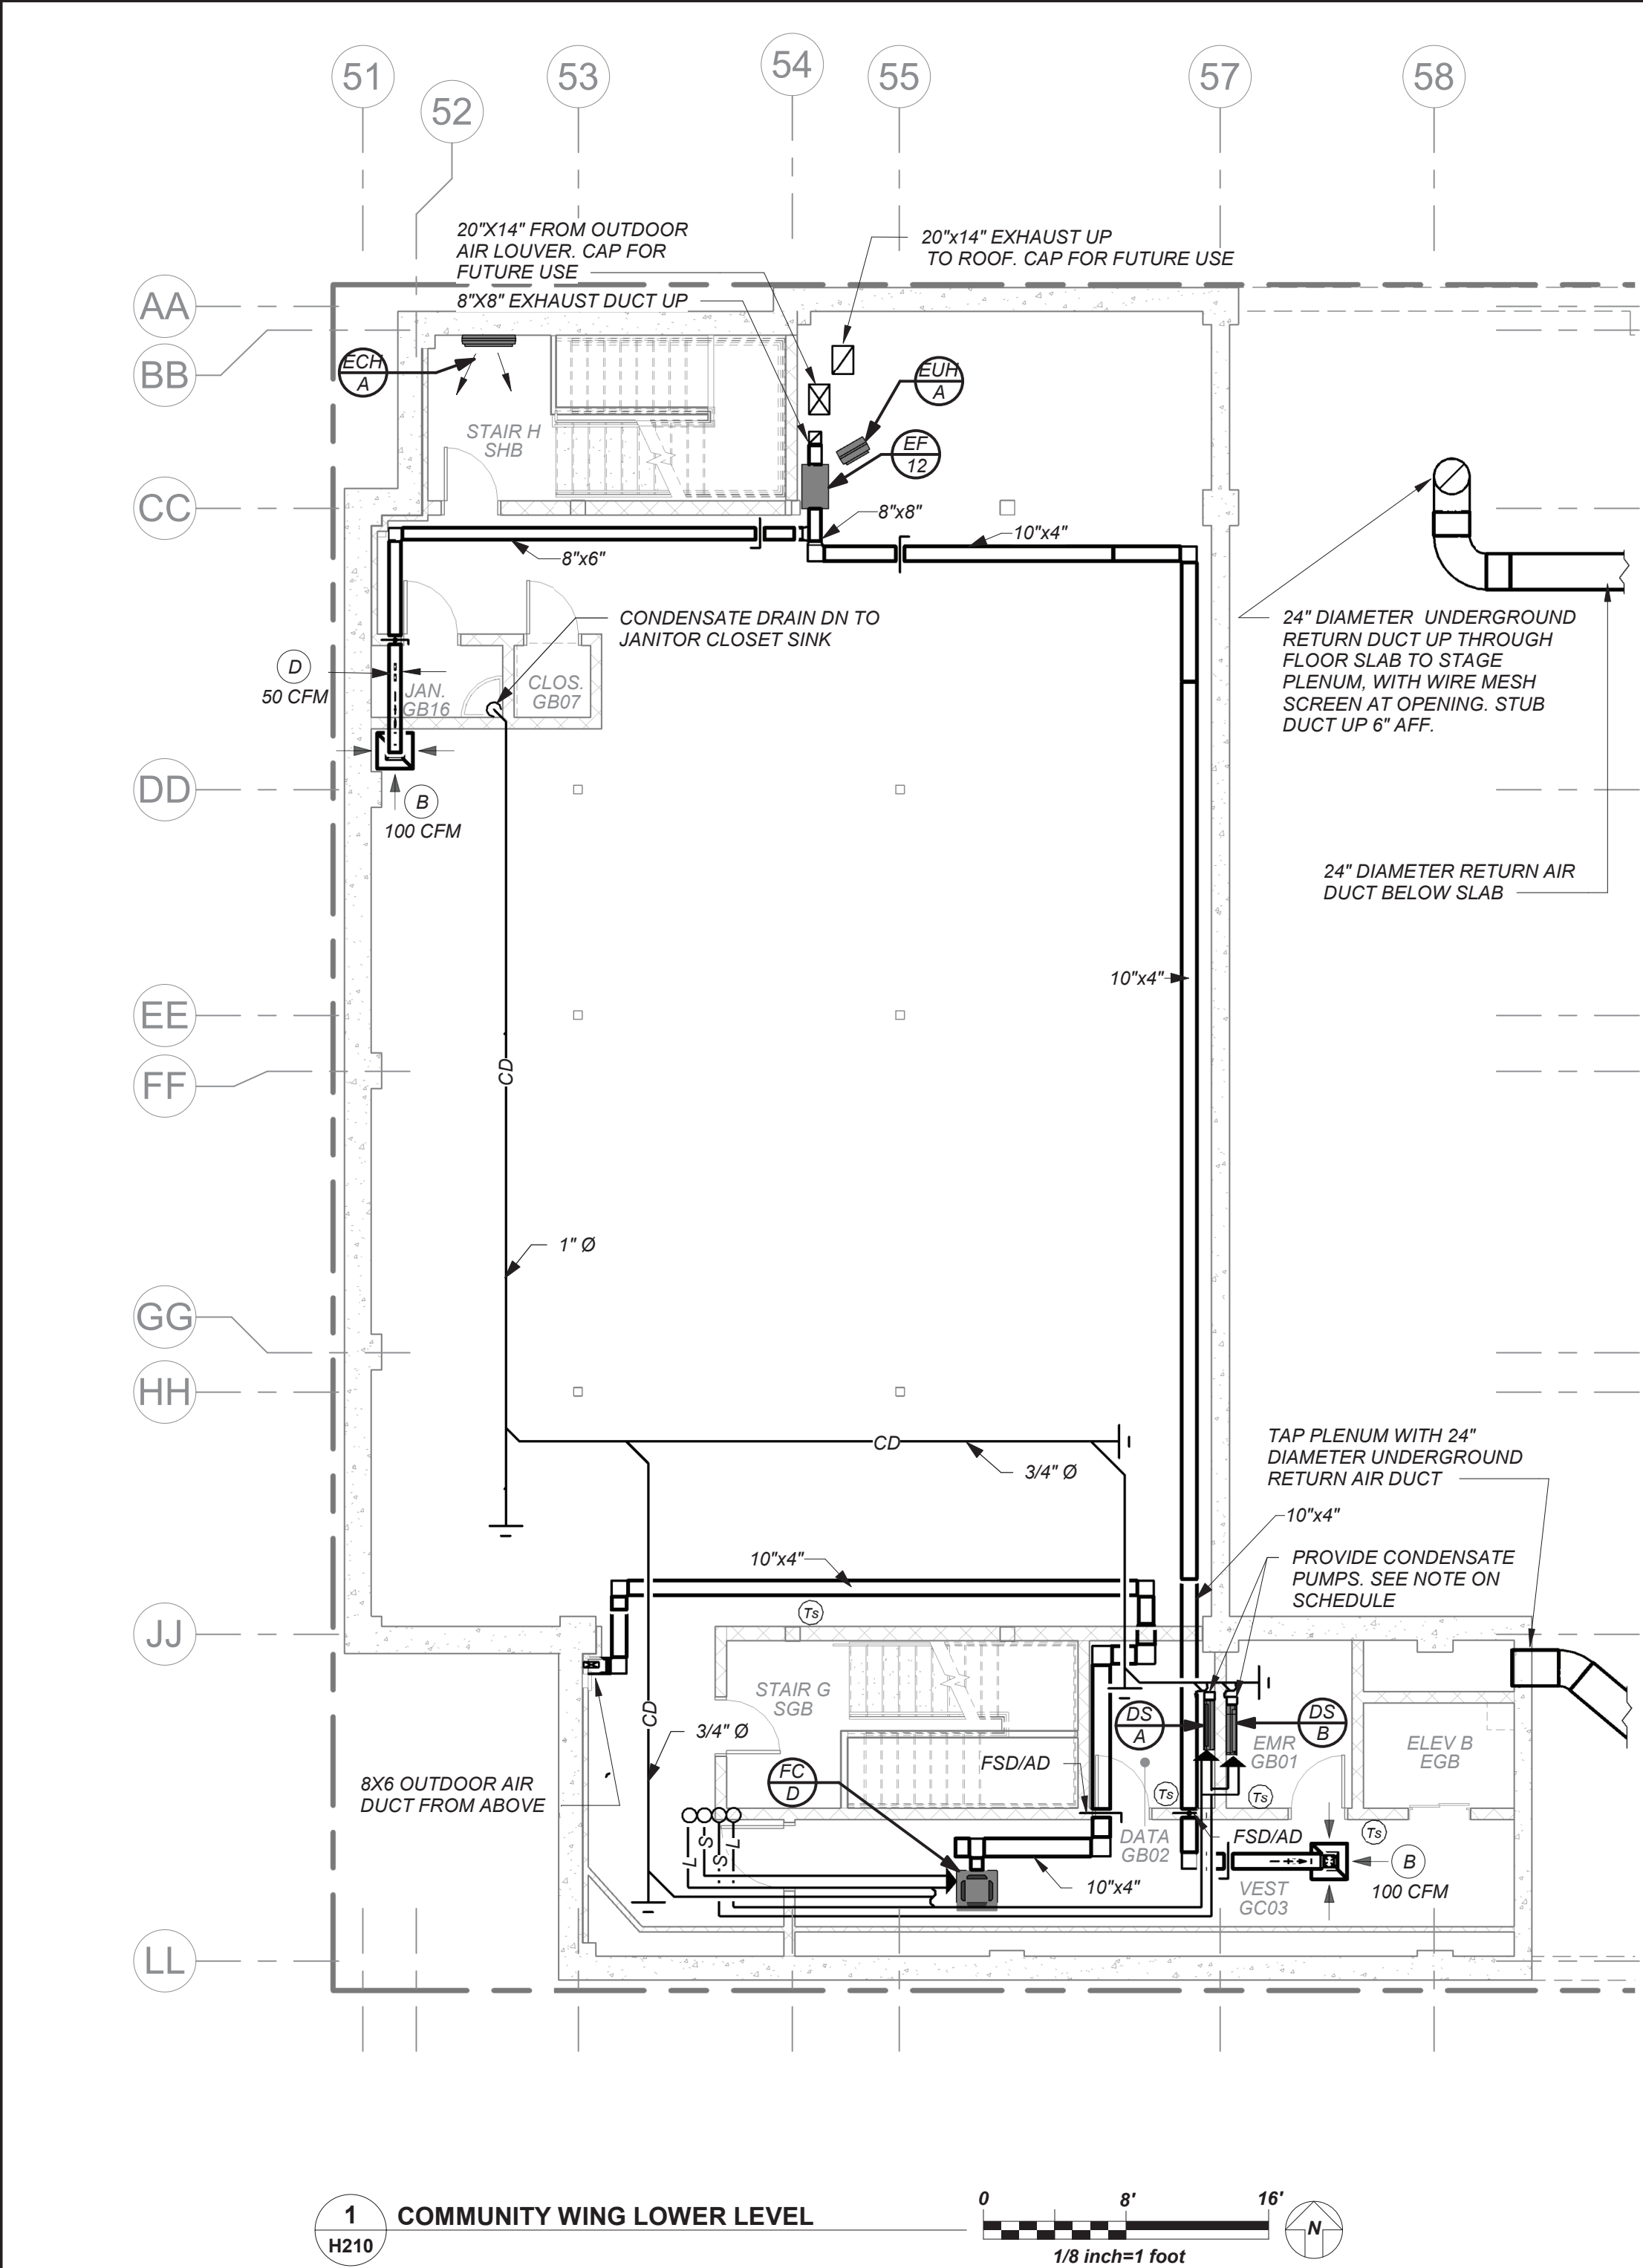 51
52
53
54
55
57
58
20"X14" FROM OUTDOOR
AIR LOUVER. CAP FOR
FUTURE USE
8"X8" EXHAUST DUCT UP
20"x14" EXHAUST UP
TO ROOF. CAP FOR FUTURE USE
AA
BB
ECH
A
EUH
A
STAIR H
SHB
EF
12
CC
8"x8"
10"x4"
8"x6"
CONDENSATE DRAIN DN TO
JANITOR CLOSET SINK
24" DIAMETER UNDERGROUND
RETURN DUCT UP THROUGH
FLOOR SLAB TO STAGE
PLENUM, WITH WIRE MESH
SCREEN AT OPENING. STUB
DUCT UP 6" AFF.
D
50 CFM
JAN.
GB16
CLOS.
GB07
DD
B
100 CFM
24" DIAMETER RETURN AIR
DUCT BELOW SLAB
10"x4"
EE
FF
CD
1" Ø
GG
HH
CD
3/4" Ø
TAP PLENUM WITH 24"
DIAMETER UNDERGROUND
RETURN AIR DUCT
10"x4"
10"x4"
PROVIDE CONDENSATE
PUMPS. SEE NOTE ON
SCHEDULE
Ts
JJ
STAIR G
SGB
CD
3/4" Ø
DS
A
DS
B
EMR
GB01
ELEV B
EGB
FSD/AD
FC
D
8X6 OUTDOOR AIR
DUCT FROM ABOVE
Ts
Ts
Ts
L
S
S
L
DATA
GB02
FSD/AD
10"x4"
VEST
GC03
B
100 CFM
LL
1
H210
COMMUNITY WING LOWER LEVEL
0
8'
16'
1/8 inch=1 foot
N